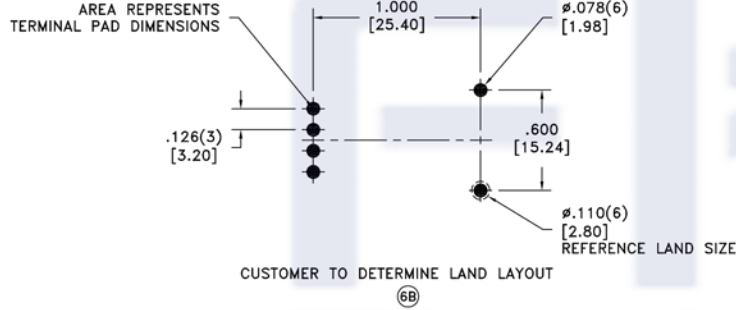 AREA REPRESENTS
TERMINAL PAD DIMENSIONS
1.000
[25.40]
ø.078(6)
[1.98]
.126(3)
[3.20]
.600
[15.24]
ø.110(6)
[2.80]
REFERENCE LAND SIZE
CUSTOMER TO DETERMINE LAND LAYOUT
6B